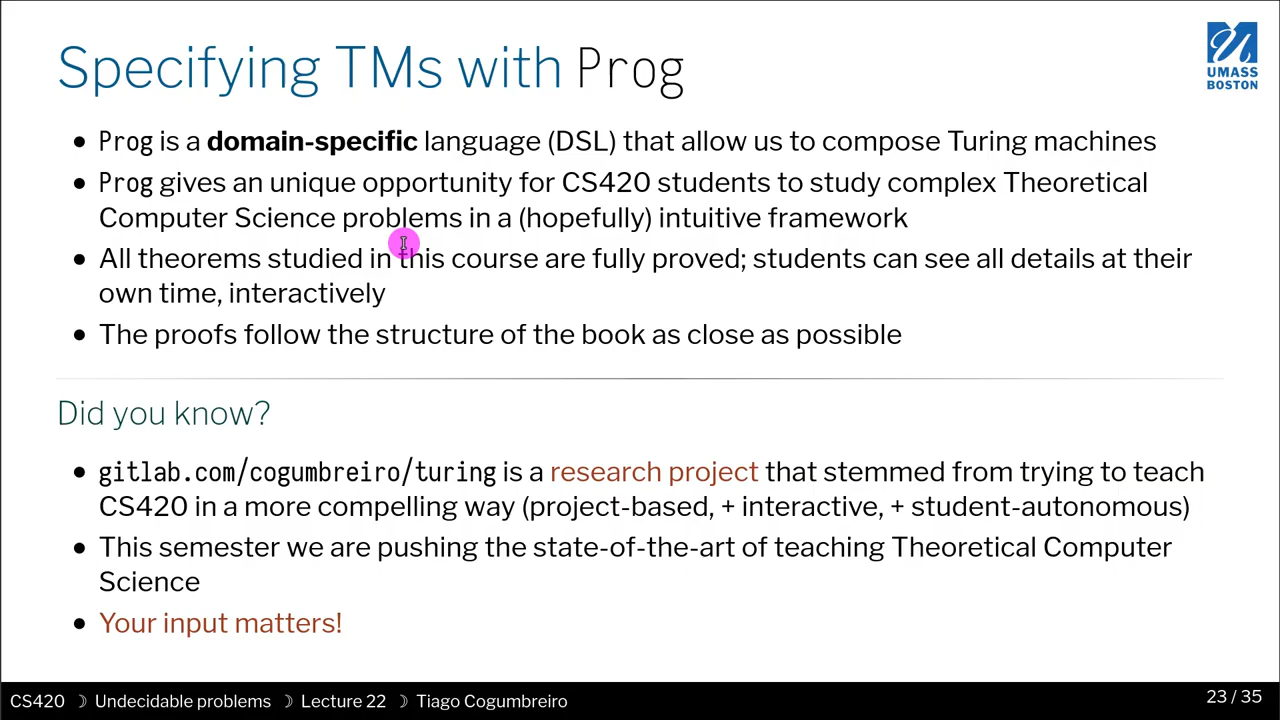 Specifying TMs with Prog
UMASS
BOSTON
• Prog is a domain-specific language (DSL) that allow us to compose Turing machines
• Prog gives an unique opportunity for CS420 students to study complex Theoretical
Computer Science problems in a (hopefully) intuitive framework
• All theorems studied in this course are fully proved; students can see all details at their
own time, interactively
• The proofs follow the structure of the book as close as possible
Did you know?
• gitlab.com/cogumbreiro/turing is a research project that stemmed from trying to teach
CS420 in a more compelling way (project-based, + interactive, + student-autonomous)
• This semester we are pushing the state-of-the-art of teaching Theoretical Computer
Science
• Your input matters!
CS420 ☽ Undecidable problems ☽ Lecture 22 ☽ Tiago Cogumbreiro
23 / 35